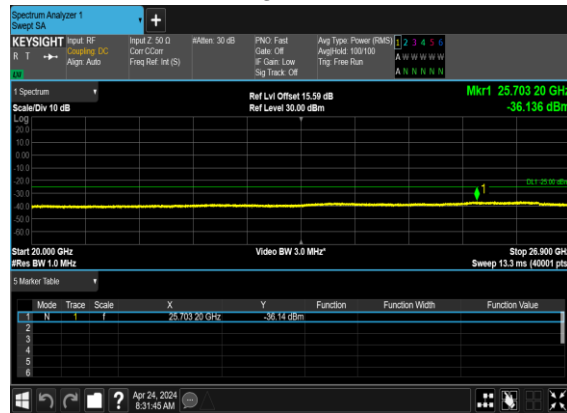 Spectrum Analyzer 1
Swept SA
+
KEYSIGHT Input: RF Input Z: 50 Ω #Atten: 30 dB PNO: Fast Avg Type: Power (RMS) 1 2 3 4 5 6
R T Coupling: DC Corr CCorr Gate: Off Avg|Hold: 100/100 A W W W W W
Align: Auto Freq Ref: Int (S) IF Gain: Low Trig: Free Run
Sig Track: Off A N N N N N
1 Spectrum
Ref Lvl Offset 15.59 dB Mkr1 25.703 20 GHz
Scale/Div 10 dB Ref Level 30.00 dBm -36.136 dBm
Log
20.0
10.0
0.00
-10.0
-20.0
DL1 -25.00 dBm
-30.0
1
-40.0
-50.0
-60.0
Start 20.000 GHz Video BW 3.0 MHz* Stop 26.900 GHz
#Res BW 1.0 MHz Sweep 13.3 ms (40001 pts
5 Marker Table
Mode Trace Scale X Y Function Function Width Function Value
1 N 1 f 25.703 20 GHz -36.14 dBm
2
3
4
5
6
? Apr 24, 2024
8:31:45 AM